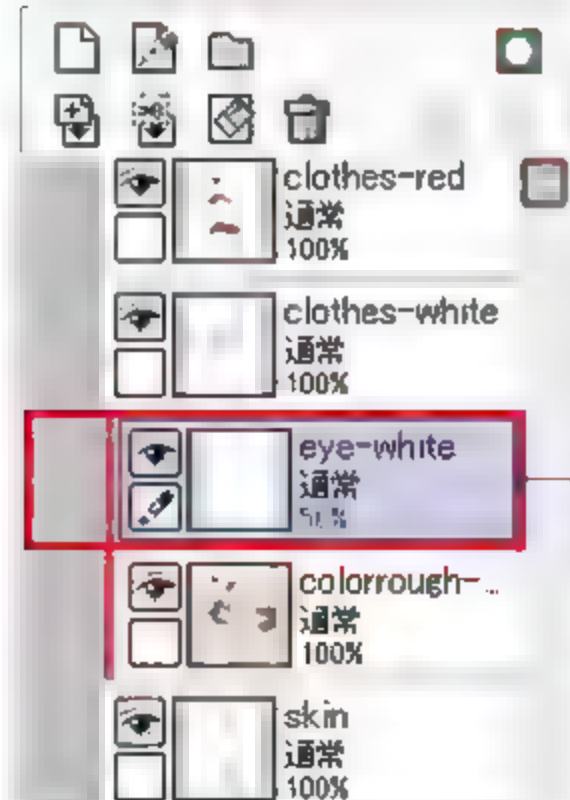 clothes-red
通常
100%
clothes-white
通常
100%
eye-white
通常
colorrough-...
通常
100%
skin
通常
100%